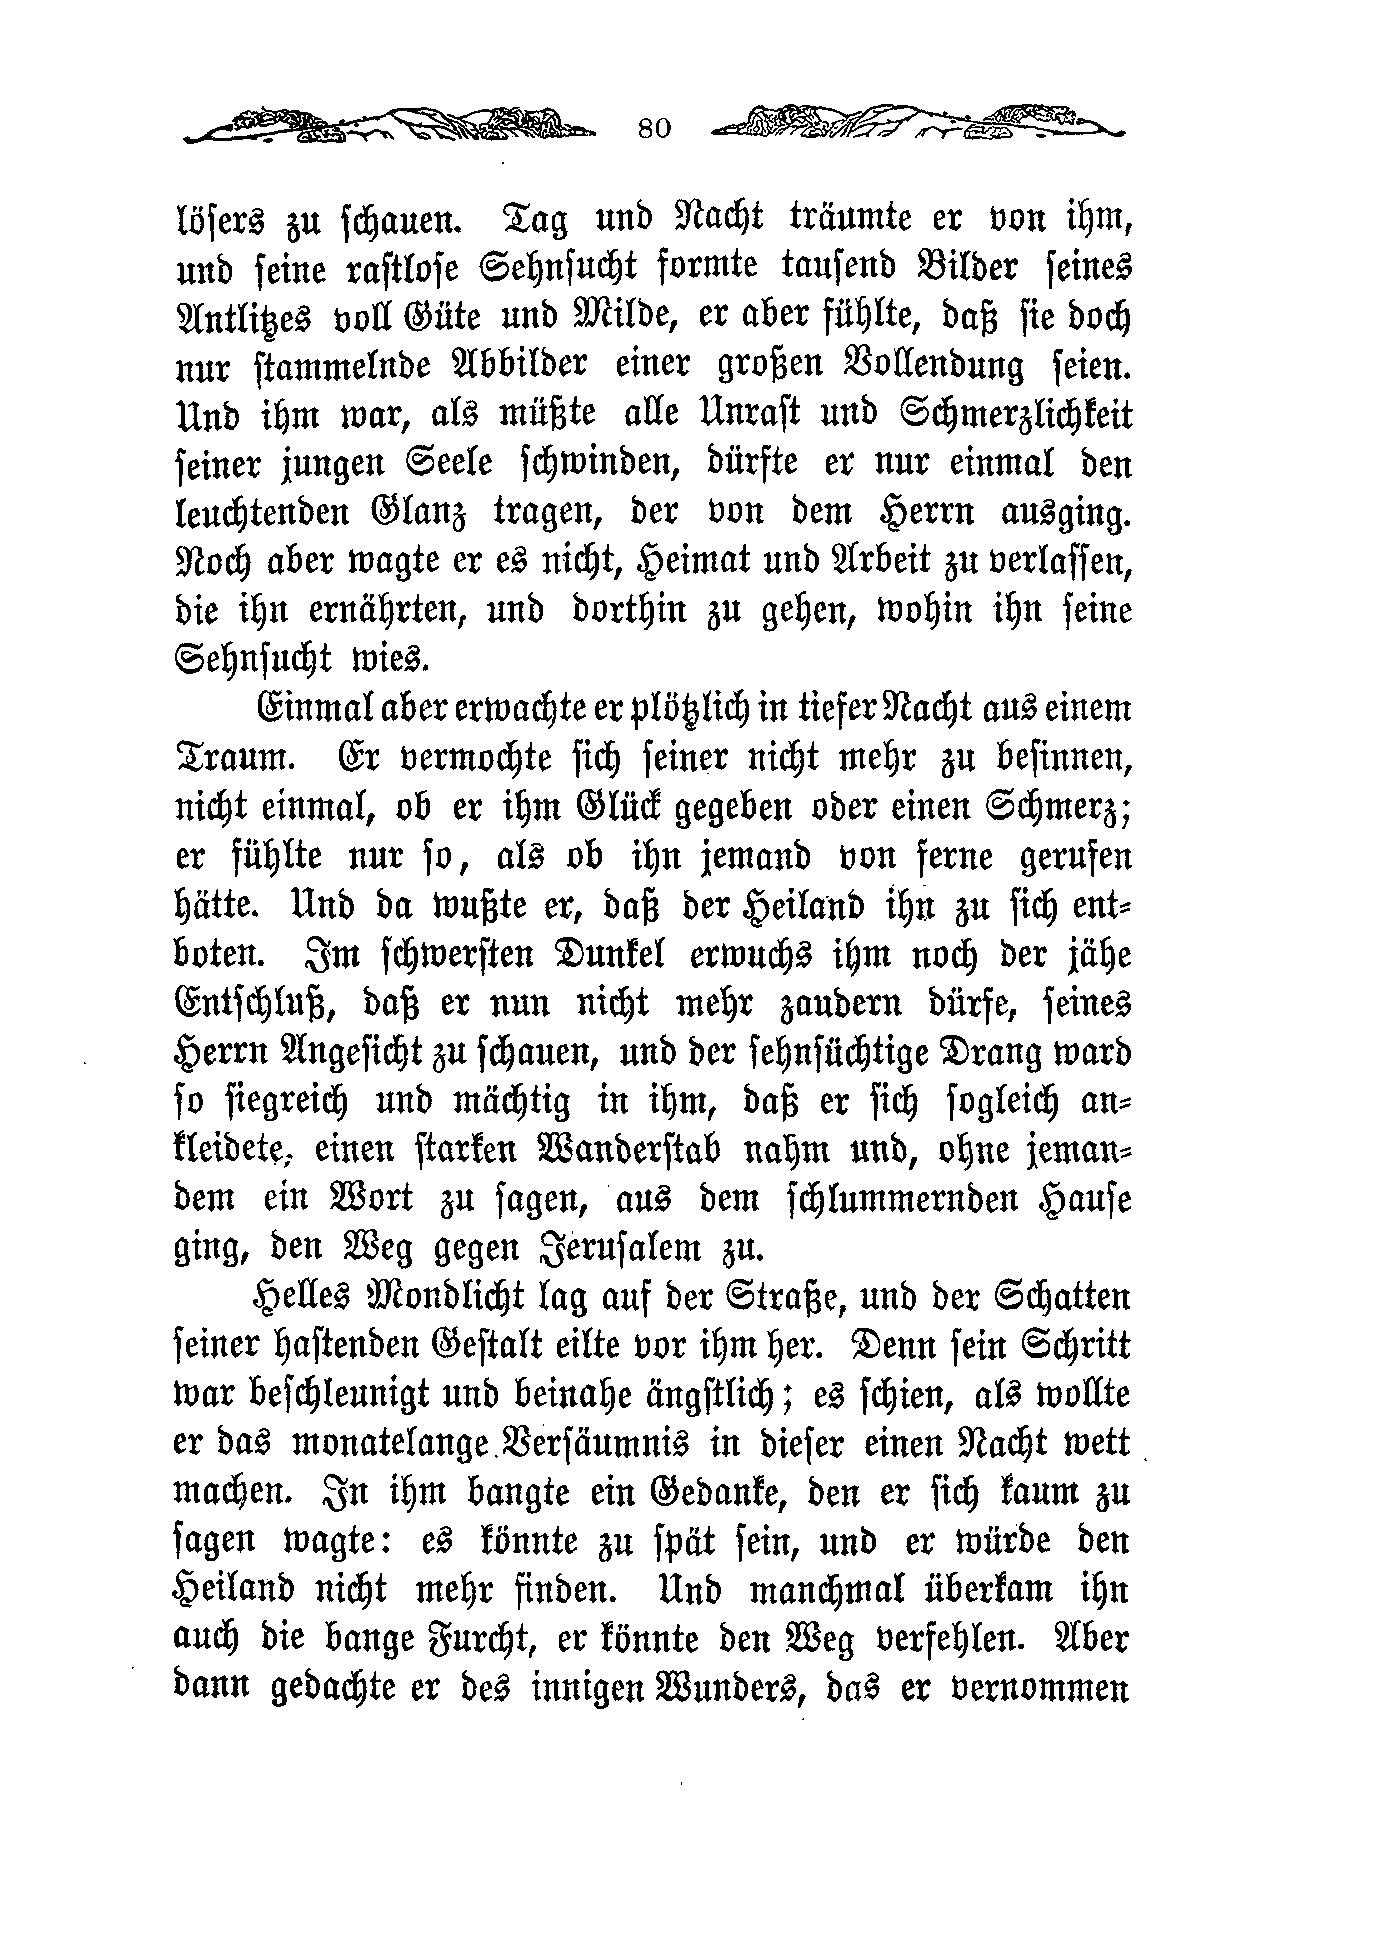 80
lösers zu schauen. Tag und Nacht träumte er von ihm,
und seine rastlose Sehnsucht formte tausend Bilder seines
Antlitzes voll Güte und Milde, er aber fühlte, daß sie doch
nur stammelnde Abbilder einer großen Vollendung seien.
Und ihm war, als müßte alle Unrast und Schmerzlichkeit
seiner jungen Seele schwinden, dürfte er nur einmal den
leuchtenden Glanz tragen, der von dem Herrn ausging.
Noch aber wagte er es nicht, Heimat und Arbeit zu verlassen,
die ihn ernährten, und dorthin zu gehen, wohin ihn seine
Sehnsucht wies.
Einmal aber erwachte er plötzlich in tiefer Nacht aus einem
Traum. Er vermochte sich seiner nicht mehr zu besinnen,
nicht einmal, ob er ihm Glück gegeben oder einen Schmerz;
er fühlte nur so, als ob ihn jemand von ferne gerufen
hätte. Und da wußte er, daß der Heiland ihn zu sich ent-
boten. Im schwersten Dunkel erwuchs ihm noch der jähe
Entschluß, daß er nun nicht mehr zaudern dürfe, seines
Herrn Angesicht zu schauen, und der sehnsüchtige Drang ward
so siegreich und mächtig in ihm, daß er sich sogleich an-
kleidete, einen starken Wanderstab nahm und, ohne jeman-
dem ein Wort zu sagen, aus dem schlummernden Hause
ging, den Weg gegen Jerusalem zu.
Helles Mondlicht lag auf der Straße, und der Schatten
seiner hastenden Gestalt eilte vor ihm her. Denn sein Schritt
war beschleunigt und beinahe ängstlich; es schien, als wollte
er das monatelange Versäumnis in dieser einen Nacht wett
machen. In ihm bangte ein Gedanke, den er sich kaum zu
sagen wagte: es könnte zu spät sein, und er würde den
Heiland nicht mehr finden. Und manchmal überkam ihn
auch die bange Furcht, er könnte den Weg verfehlen. Aber
dann gedachte er des innigen Wunders, das er vernommen